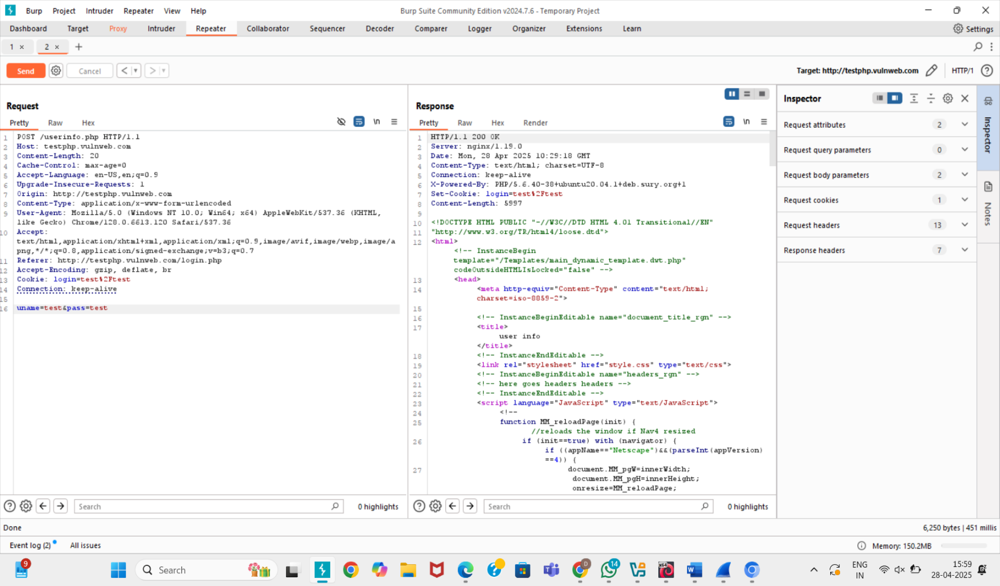 Burp Project Intruder Repeater View Help
Burp Suite Community Edition v2024.7.6 - Temporary Project
Dashboard Target Proxy Intruder Repeater Collaborator Sequencer Decoder Comparer Logger Organizer Extensions Learn
Settings
1 × 2 × +
Send Cancel < >
Target: http://testphp.vulnweb.com HTTP/1 ?
Request
Pretty Raw Hex
\n
1 POST /userinfo.php HTTP/1.1
2 Host: testphp.vulnweb.com
3 Content-Length: 20
4 Cache-Control: max-age=0
5 Accept-Language: en-US,en;q=0.9
6 Upgrade-Insecure-Requests: 1
7 Origin: http://testphp.vulnweb.com
8 Content-Type: application/x-www-form-urlencoded
9 User-Agent: Mozilla/5.0 (Windows NT 10.0; Win64; x64) AppleWebKit/537.36 (KHTML,
like Gecko) Chrome/128.0.6613.120 Safari/537.36
10 Accept:
text/html,application/xhtml+xml,application/xml;q=0.9,image/avif,image/webp,image/a
png,*/*;q=0.8,application/signed-exchange;v=b3;q=0.7
11 Referer: http://testphp.vulnweb.com/login.php
12 Accept-Encoding: gzip, deflate, br
13 Cookie: login=test%2Ftest
14 Connection: keep-alive
15
16 uname=test&pass=test
Search
0 highlights
Response
Pretty Raw Hex Render
\n
1 HTTP/1.1 200 OK
2 Server: nginx/1.19.0
3 Date: Mon, 28 Apr 2025 10:29:18 GMT
4 Content-Type: text/html; charset=UTF-8
5 Connection: keep-alive
6 X-Powered-By: PHP/5.6.40-38+ubuntu20.04.1+deb.sury.org+1
7 Set-Cookie: login=test%2Ftest
8 Content-Length: 5997
9
10 <!DOCTYPE HTML PUBLIC "-//W3C//DTD HTML 4.01 Transitional//EN"
11 "http://www.w3.org/TR/html4/loose.dtd">
12 <html>
<!-- InstanceBegin
template="/Templates/main_dynamic_template.dwt.php"
codeOutsideHTMLIsLocked="false" -->
13 <head>
14 <meta http-equiv="Content-Type" content="text/html;
charset=iso-8859-2">
15
16 <!-- InstanceBeginEditable name="document_title_rgn" -->
17 <title>
user info
</title>
18 <!-- InstanceEndEditable -->
19 <link rel="stylesheet" href="style.css" type="text/css">
20 <!-- InstanceBeginEditable name="headers_rgn" -->
21 <!-- here goes headers headers -->
22 <!-- InstanceEndEditable -->
23 <script language="JavaScript" type="text/JavaScript">
24 <!--
25 function MM_reloadPage(init) {
//reloads the window if Nav4 resized
26 if (init==true) with (navigator) {
if ((appName=="Netscape")&&(parseInt(appVersion)
==4)) {
27 document.MM_pgW=innerWidth;
document.MM_pgH=innerHeight;
onresize=MM_reloadPage;
Search
0 highlights
Inspector
Request attributes 2
Request query parameters 0
Request body parameters 2
Request cookies 1
Request headers 13
Response headers 7
Inspector
Notes
Done
6,250 bytes | 451 millis
Event log (2) All issues
Memory: 150.2MB
9
Search
D
14
X64
W
ENG
IN
15:59
28-04-2025